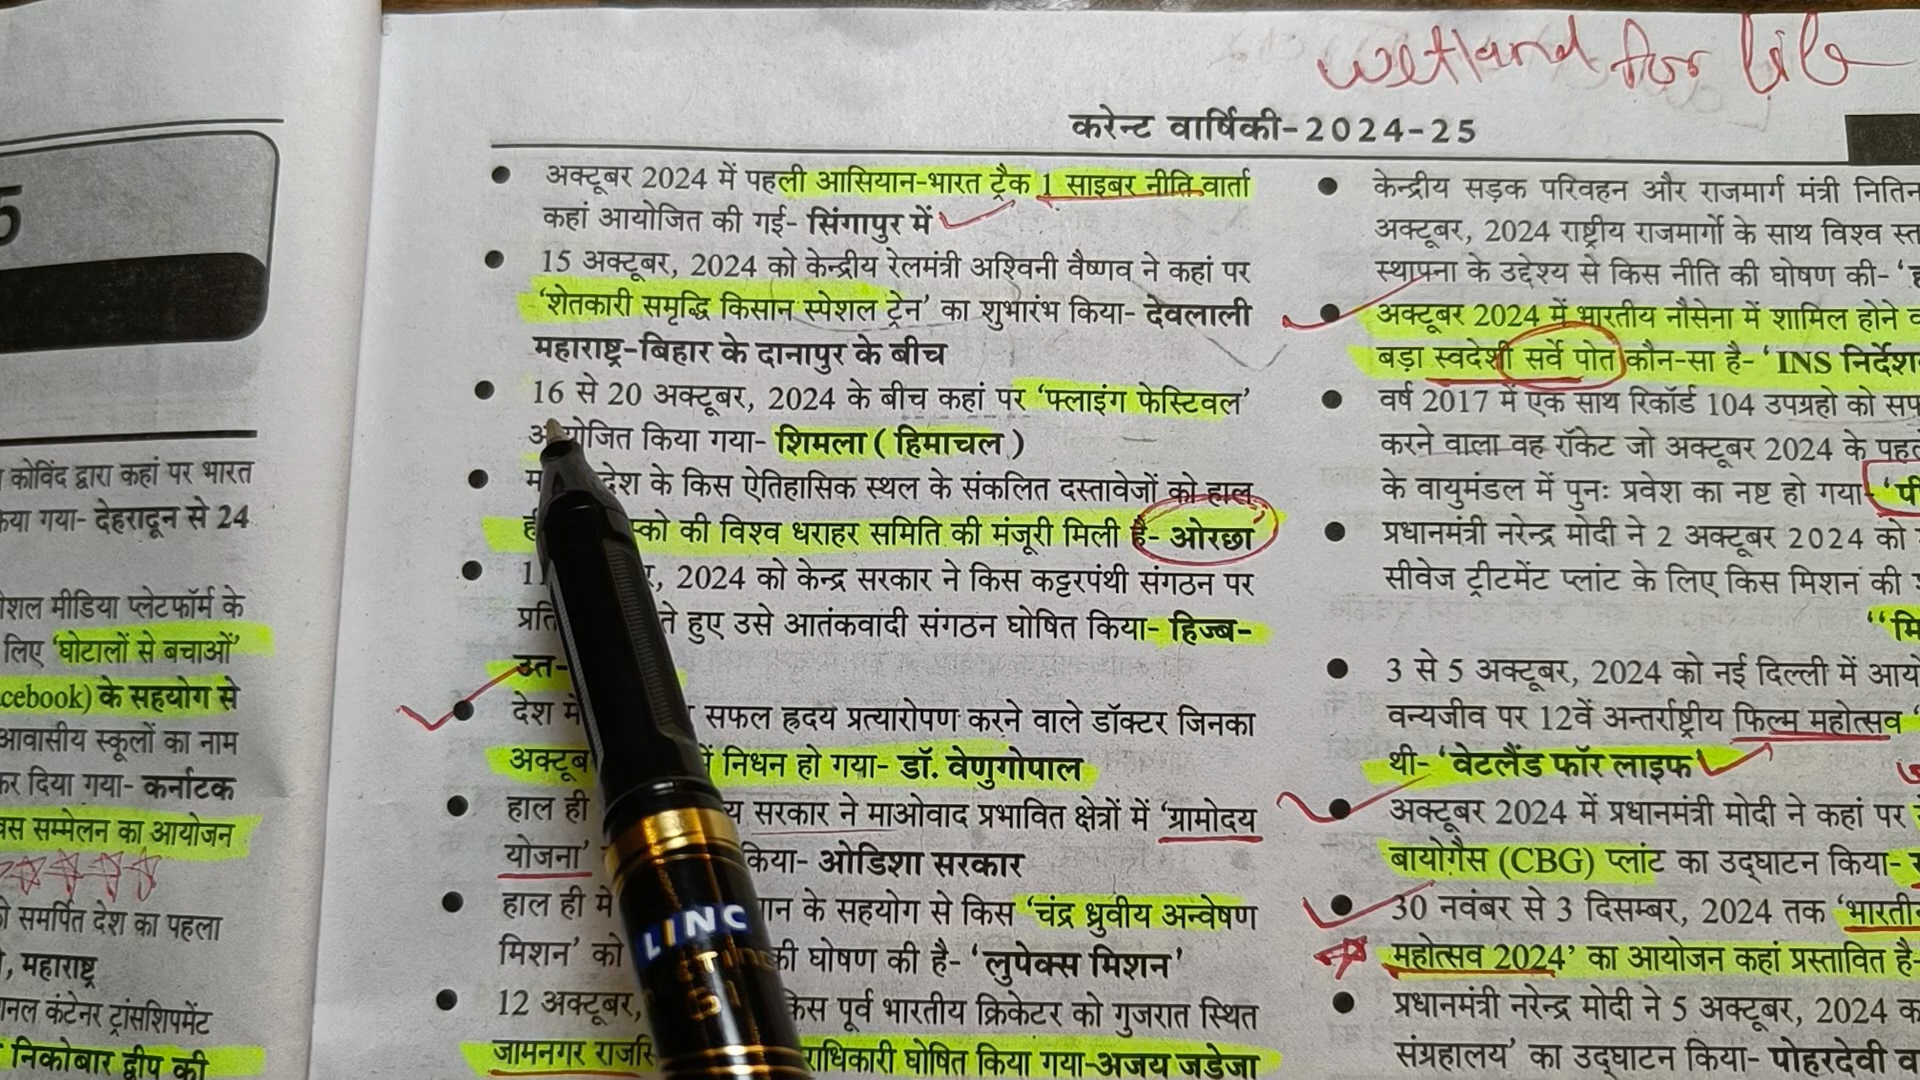 wetland for life
करेन्ट वार्षिकी-2024-25
5
कोविंद द्वारा कहां पर भारत
गया- देहरादून से 24
मीडिया प्लेटफॉर्म के
लिए 'घोटालों से बचाओं'
के सहयोग से
आवासीय स्कूलों का नाम
कर दिया गया- कर्नाटक
सम्मेलन का आयोजन
समर्पित देश का पहला
, महाराष्ट्र
कंटेनर ट्रांसशिपमेंट
निकोबार द्वीप की
• अक्टूबर 2024 में पहली आसियान-भारत ट्रैक 1 साइबर नीति वार्ता
कहां आयोजित की गई- सिंगापुर में
• 15 अक्टूबर, 2024 को केन्द्रीय रेलमंत्री अश्विनी वैष्णव ने कहां पर
'शेतकारी समृद्धि किसान स्पेशल ट्रेन' का शुभारंभ किया- देवलाली
महाराष्ट्र-बिहार के दानापुर के बीच
• 16 से 20 अक्टूबर, 2024 के बीच कहां पर 'फ्लाइंग फेस्टिवल'
आयोजित किया गया- शिमला ( हिमाचल )
• के किस ऐतिहासिक स्थल के संकलित दस्तावेजों को हाल
की विश्व धराहर समिति की मंजूरी मिली है- ओरछा
• , 2024 को केन्द्र सरकार ने किस कट्टरपंथी संगठन पर
हुए उसे आतंकवादी संगठन घोषित किया- हिज्ब-
उत-
• देश में सफल ह्रदय प्रत्यारोपण करने वाले डॉक्टर जिनका
में निधन हो गया- डॉ. वेणुगोपाल
• हाल ही सरकार ने माओवाद प्रभावित क्षेत्रों में 'ग्रामोदय
योजना' किया- ओडिशा सरकार
• हाल ही में के सहयोग से किस 'चंद्र ध्रुवीय अन्वेषण
मिशन' को की घोषण की है- 'लुपेक्स मिशन'
• 12 अक्टूबर, किस पूर्व भारतीय क्रिकेटर को गुजरात स्थित
जामनगर घोषित किया गया-अजय जडेजा
LINC
• केन्द्रीय सड़क परिवहन और राजमार्ग मंत्री
अक्टूबर, 2024 राष्ट्रीय राजमार्गों के साथ विश्व
स्थापना के उद्देश्य से किस नीति की घोषण की-
• अक्टूबर 2024 में भारतीय नौसेना में शामिल होने
बड़ा स्वदेशी सर्वे पोत कौन-सा है- 'INS
• वर्ष 2017 में एक साथ रिकॉर्ड 104 उपग्रहो को
करने वाला वह रॉकेट जो अक्टूबर 2024 के
के वायुमंडल में पुनः प्रवेश का नष्ट हो गया-
• प्रधानमंत्री नरेन्द्र मोदी ने 2 अक्टूबर 2024 को
सीवेज ट्रीटमेंट प्लांट के लिए किस मिशन की
• 3 से 5 अक्टूबर, 2024 को नई दिल्ली में
वन्यजीव पर 12वें अन्तर्राष्ट्रीय फिल्म महोत्सव
थी- 'वेटलैंड फॉर लाइफ
• अक्टूबर 2024 में प्रधानमंत्री मोदी ने कहां पर
बायोगैस (CBG) प्लांट का उद्घाटन किया-
• 30 नवंबर से 3 दिसम्बर, 2024 तक
महोत्सव 2024' का आयोजन कहां प्रस्तावित है-
• प्रधानमंत्री नरेन्द्र मोदी ने 5 अक्टूबर, 2024
संग्रहालय' का उद्घाटन किया- पोहरदेवी